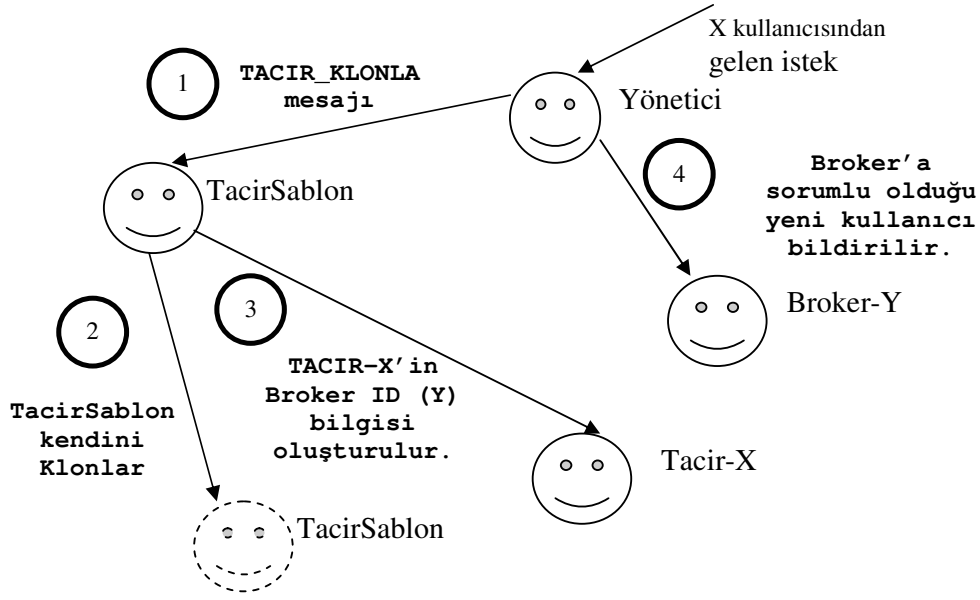 X kullanıcısından
gelen istek
Yönetici
1
TACIR_KLONLA
mesajı
TacirSablon
4
Broker’a
sorumlu olduğu
yeni kullanıcı
bildirilir.
Broker-Y
2
3
TacirSablon
kendini
Klonlar
TACIR–X’in
Broker ID (Y)
bilgisi
oluşturulur.
Tacir-X
TacirSablon